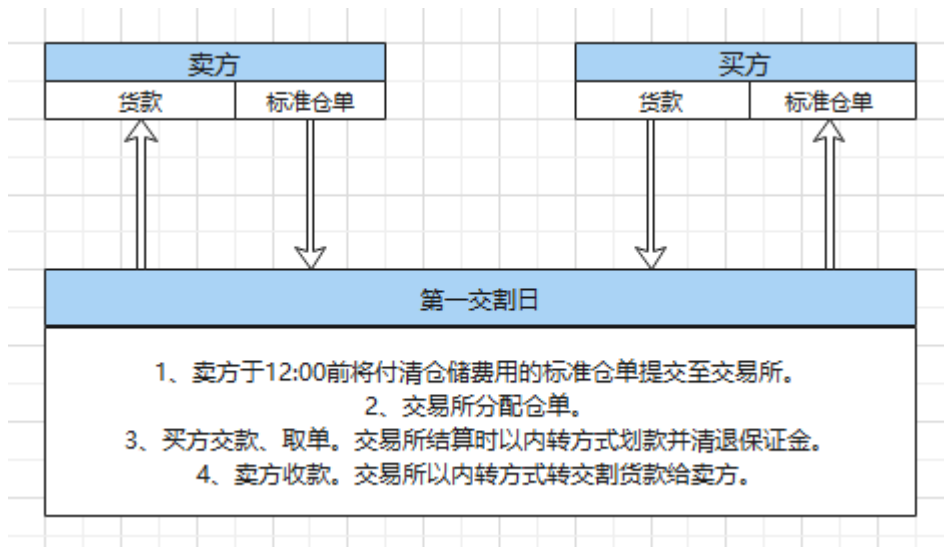 卖方
买方
货款
标准仓单
货款
标准仓单
第一交割日
1、卖方于12:00前将付清仓储费用的标准仓单提交至交易所。
2、交易所分配仓单。
3、买方交款、取单。交易所结算时以内转方式划款并清退保证金。
4、卖方收款。交易所以内转方式转交割货款给卖方。